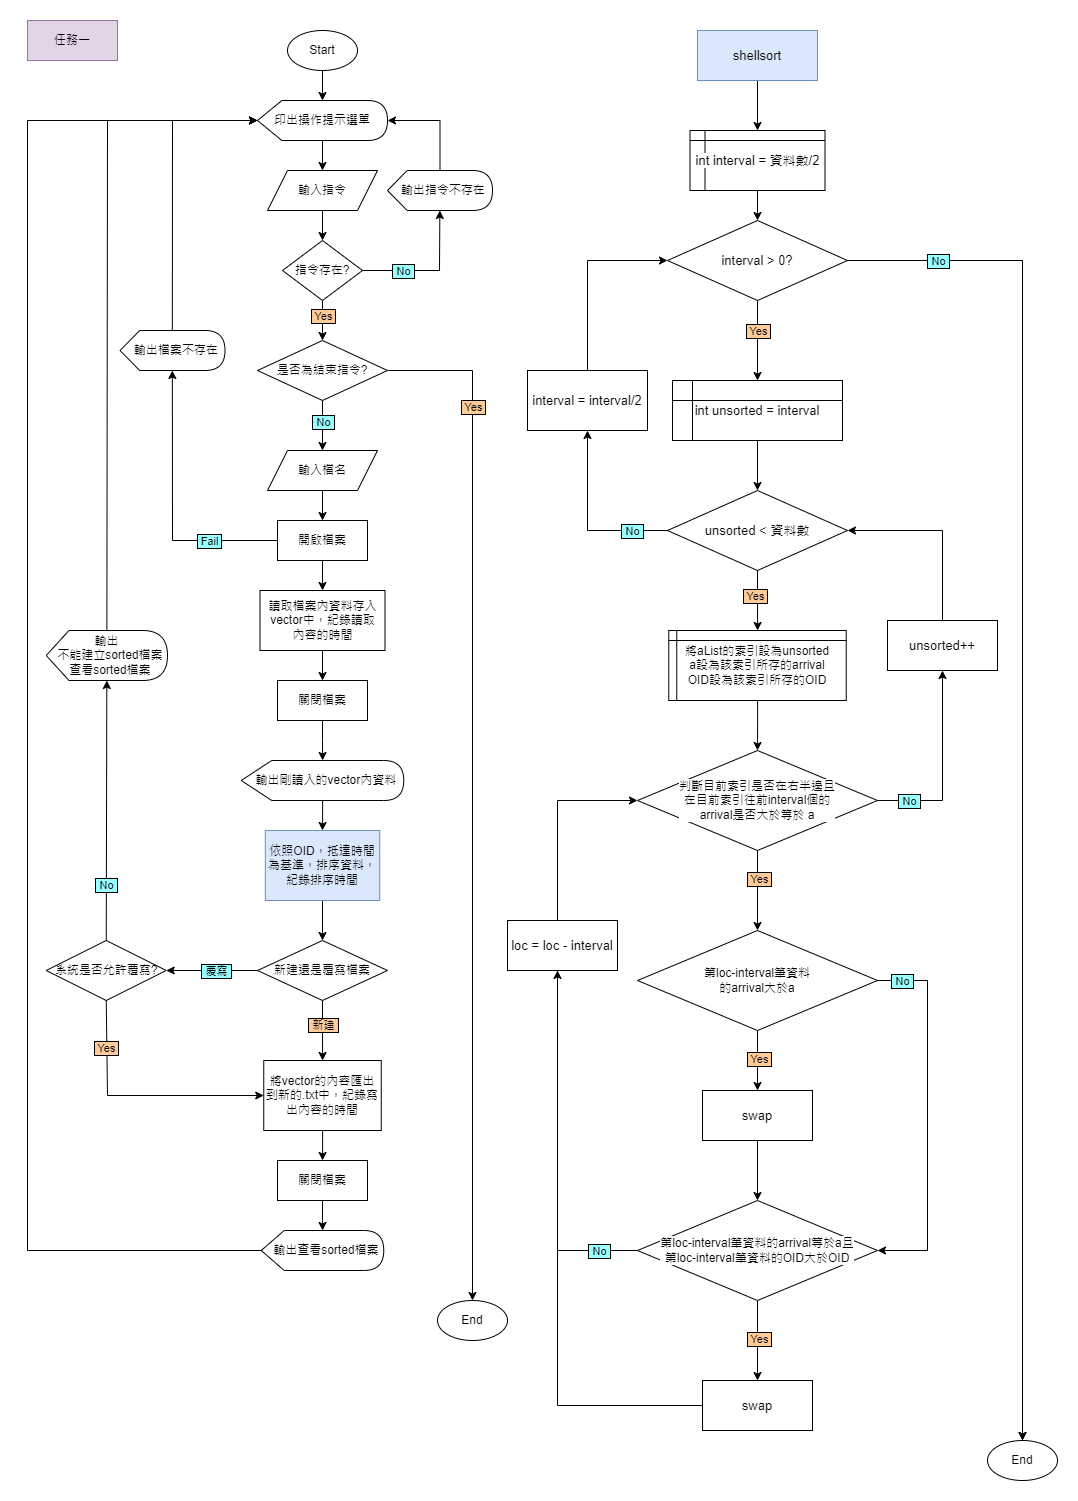 任務一
Start
印出操作提示選單
輸入指令
輸出指令不存在
指令存在?
No
Yes
輸出檔案不存在
是否為結束指令?
Yes
No
輸入檔名
Fail
開啟檔案
讀取檔案內資料存入
vector中，紀錄讀取
內容的時間
輸出
不能建立sorted檔案
查看sorted檔案
關閉檔案
輸出剛讀入的vector內資料
依照OID，抵達時間
為基準，排序資料，
紀錄排序時間
No
系統是否允許覆寫?
覆寫
新建還是覆寫檔案
新建
Yes
將vector的內容匯出
到新的.txt中，紀錄寫
出內容的時間
關閉檔案
輸出查看sorted檔案
End
shellsort
int interval = 資料數/2
interval > 0?
No
Yes
interval = interval/2
int unsorted = interval
No
unsorted < 資料數
Yes
將aList的索引設為unsorted
a設為該索引所存的arrival
OID設為該索引所存的OID
unsorted++
判斷目前索引是否在右半邊且
在目前索引往前interval個的
arrival是否大於等於 a
No
Yes
loc = loc - interval
第loc-interval筆資料
的arrival大於a
No
Yes
swap
第loc-interval筆資料的arrival等於a且
第loc-interval筆資料的OID大於OID
No
Yes
swap
End